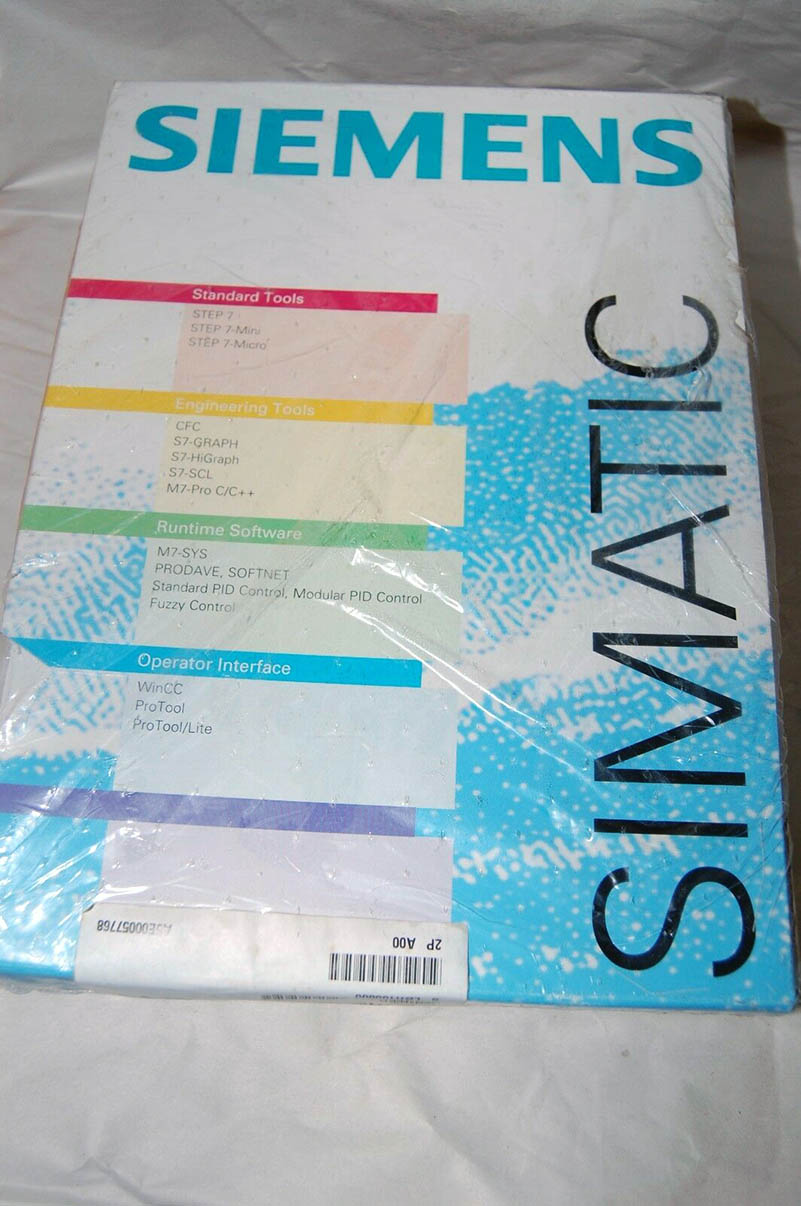 SIEMENS
SIMATIC
Standard Tools
STEP 7
STEP 7-Mini
STEP 7-Micro
Engineering Tools
CFC
S7-GRAPH
S7-HiGraph
S7-SCL
M7-Pro C/C++
Runtime Software
M7-SYS
PRODAVE, SOFTNET
Standard PID Control, Modular PID Control
Fuzzy Control
Operator Interface
WinCC
ProTool
ProTool/Lite
2P A00
A5E00057768